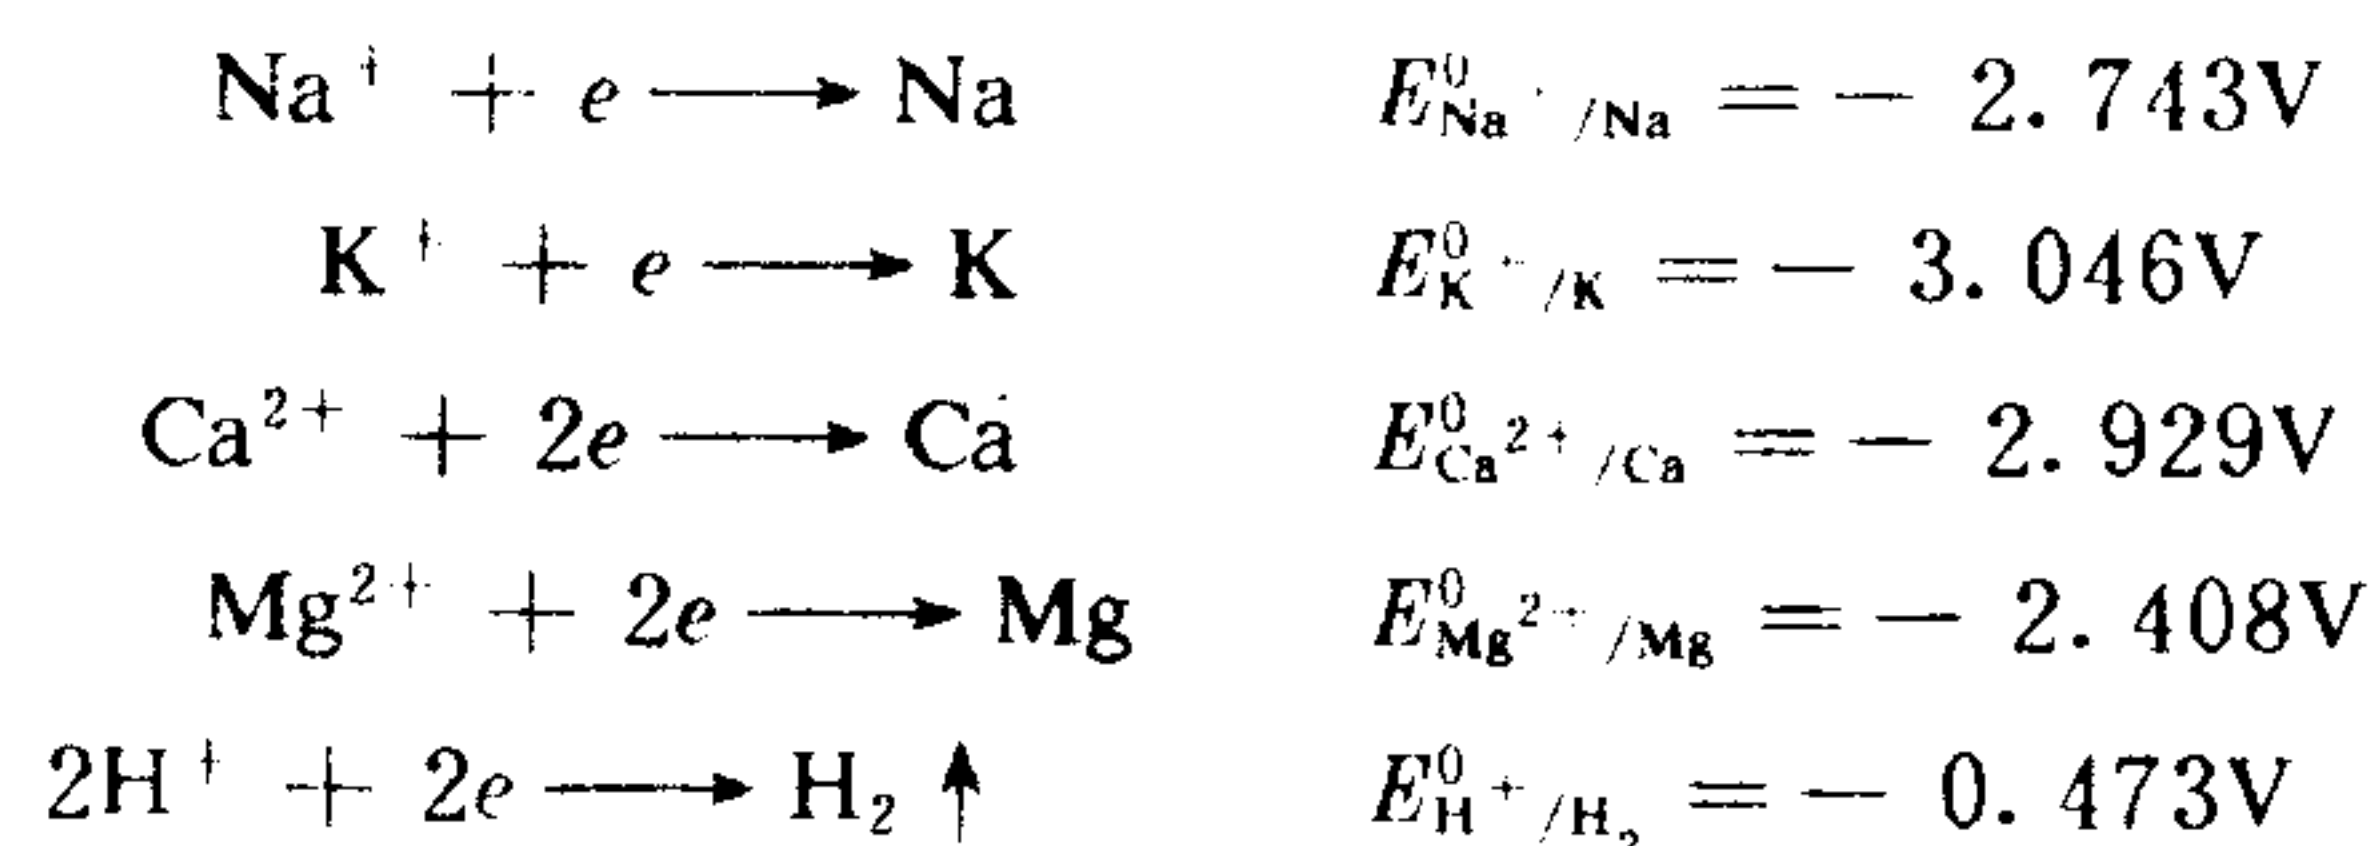 Na⁺ + e ⟶ Na E⁰Na⁺/Na = − 2.743V
K⁺ + e ⟶ K E⁰K⁺/K = − 3.046V
Ca²⁺ + 2e ⟶ Ca E⁰Ca²⁺/Ca = − 2.929V
Mg²⁺ + 2e ⟶ Mg E⁰Mg²⁺/Mg = − 2.408V
2H⁺ + 2e ⟶ H₂ ↑ E⁰H⁺/H₂ = − 0.473V